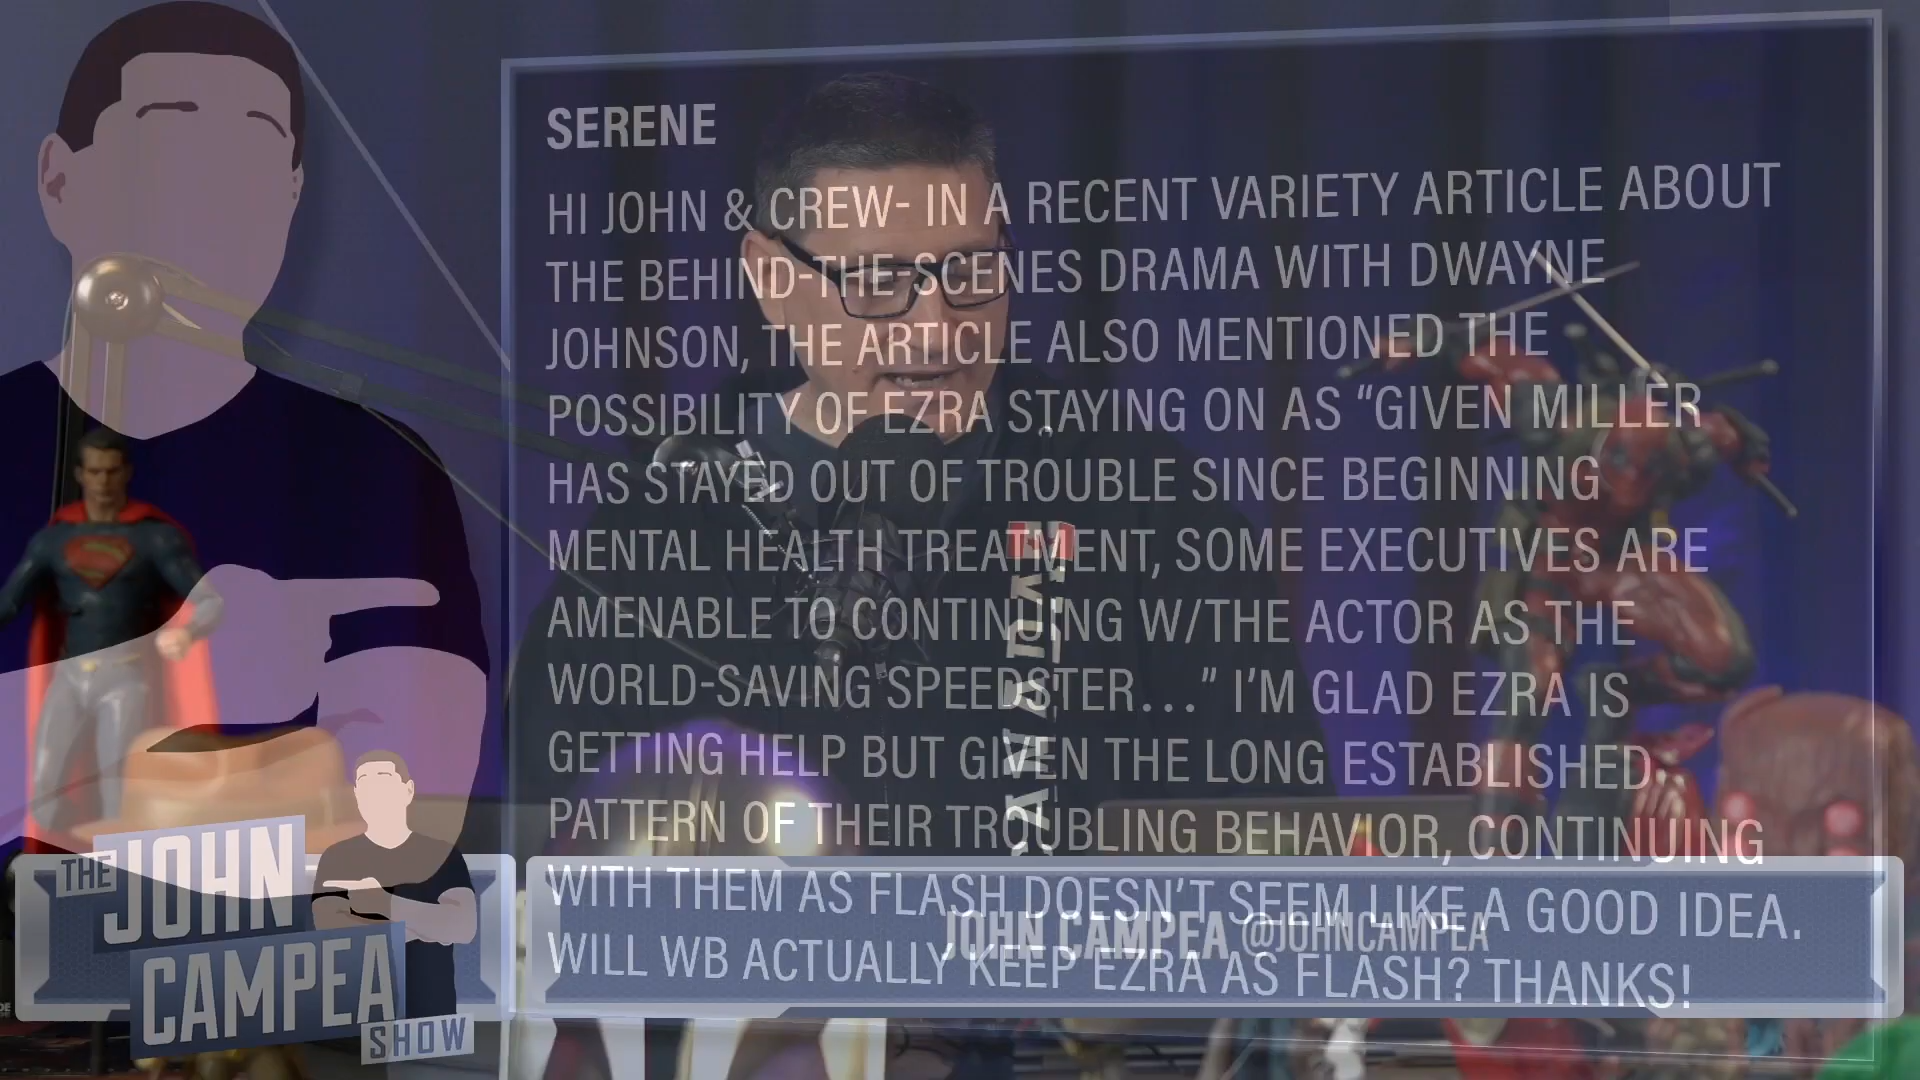 SERENE
HI JOHN & CREW- IN A RECENT VARIETY ARTICLE ABOUT
THE BEHIND-THE-SCENES DRAMA WITH DWAYNE
JOHNSON, THE ARTICLE ALSO MENTIONED THE
POSSIBILITY OF EZRA STAYING ON AS “GIVEN MILLER
HAS STAYED OUT OF TROUBLE SINCE BEGINNING
MENTAL HEALTH TREATMENT, SOME EXECUTIVES ARE
AMENABLE TO CONTINUING W/THE ACTOR AS THE
WORLD-SAVING SPEEDSTER...” I’M GLAD EZRA IS
GETTING HELP BUT GIVEN THE LONG ESTABLISHED
PATTERN OF THEIR TROUBLING BEHAVIOR, CONTINUING
WITH THEM AS FLASH DOESN’T SEEM LIKE A GOOD IDEA.
WILL WB ACTUALLY KEEP EZRA AS FLASH? THANKS!
CANADA
JOHN CAMPEA @JOHNCAMPEA
THE
JOHN
CAMPEA
SHOW